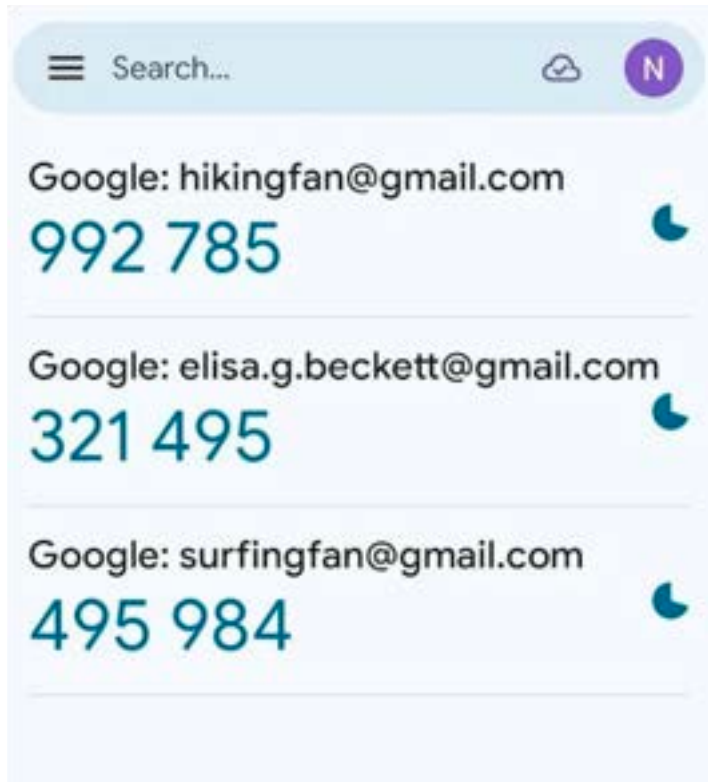 Search...
N
Google: hikingfan@gmail.com
992 785
Google: elisa.g.beckett@gmail.com
321 495
Google: surfingfan@gmail.com
495 984